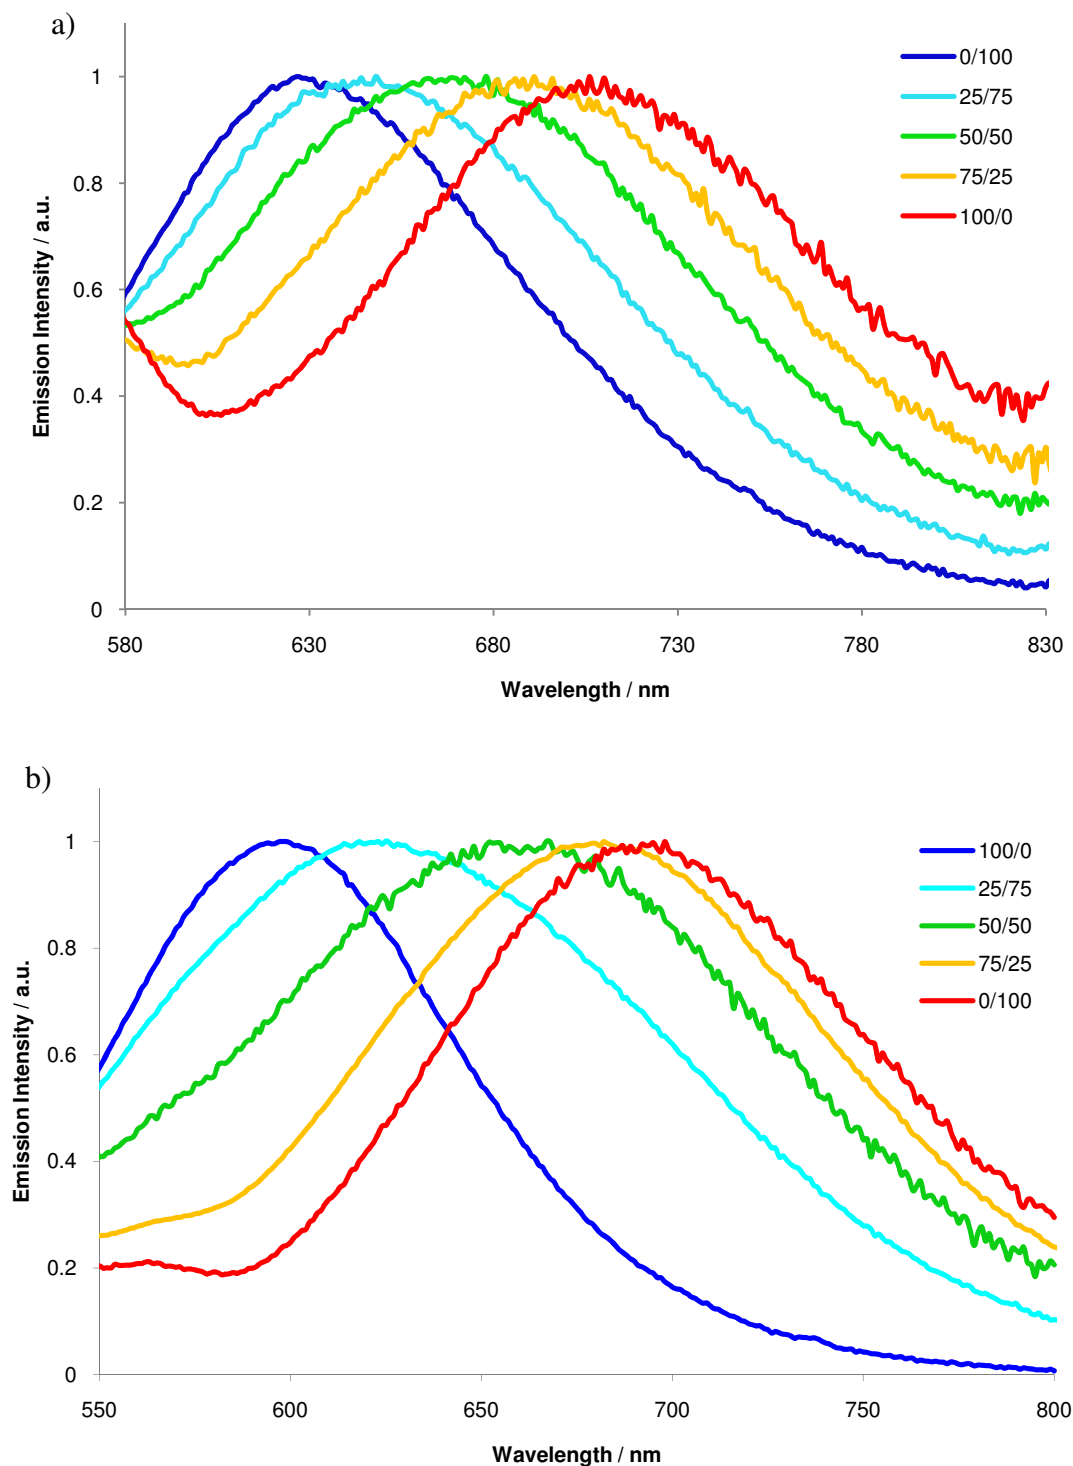 a)
0/100
25/75
50/50
75/25
100/0
1
0.8
0.6
0.4
0.2
0
580 630 680 730 780 830
Emission Intensity / a.u.
Wavelength / nm
b)
100/0
25/75
50/50
75/25
0/100
1
0.8
0.6
0.4
0.2
0
550 600 650 700 750 800
Emission Intensity / a.u.
Wavelength / nm